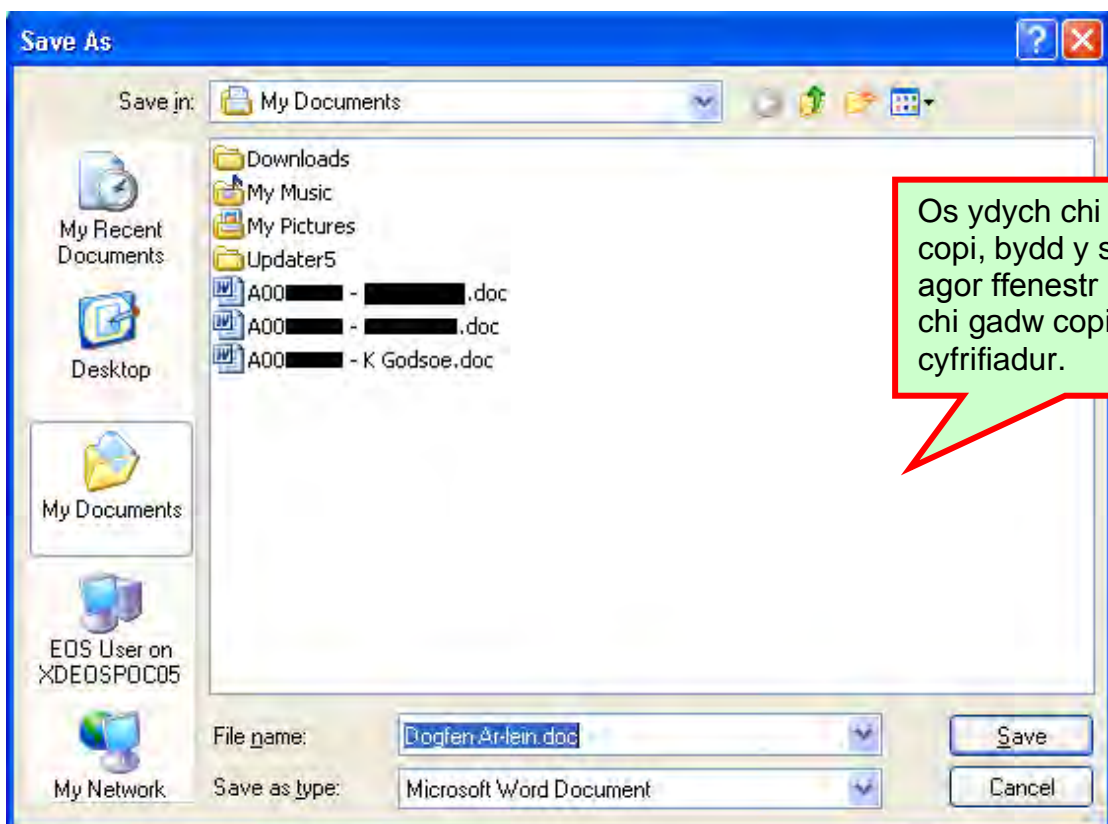 Save As
Save in: My Documents
My Recent Documents
Desktop
My Documents
EOS User on XDEOSPOC05
My Network
Downloads
My Music
My Pictures
Updater5
A00 - .doc
A00 - .doc
A00 - K Godsoe.doc
Os ydych chi
copi, bydd y s
agor ffenestr
chi gadw copi
cyfrifiadur.
File name: Dogfen Ar-lein.doc
Save
Save as type: Microsoft Word Document
Cancel